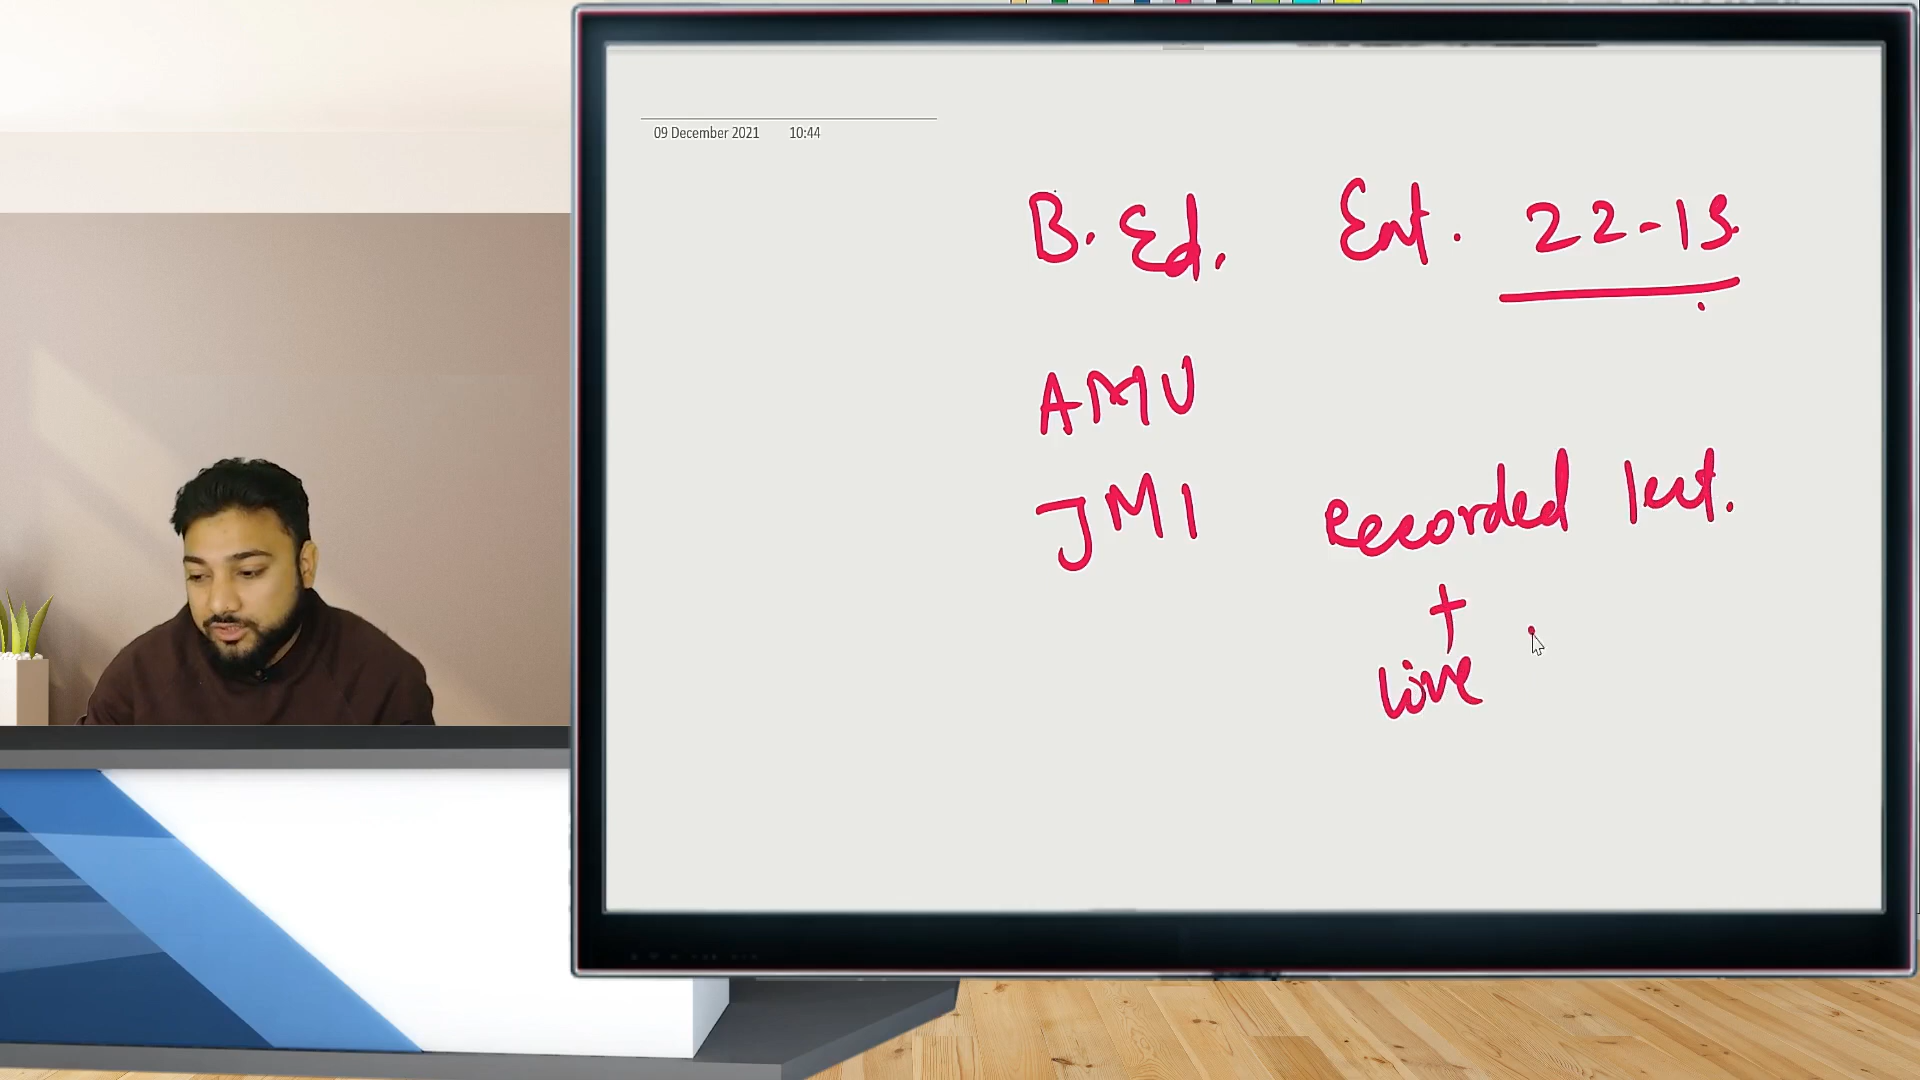 09 December 2021 10:44
B. Ed. Ent. 22-13
AMU
JMI Recorded lect.
+
live